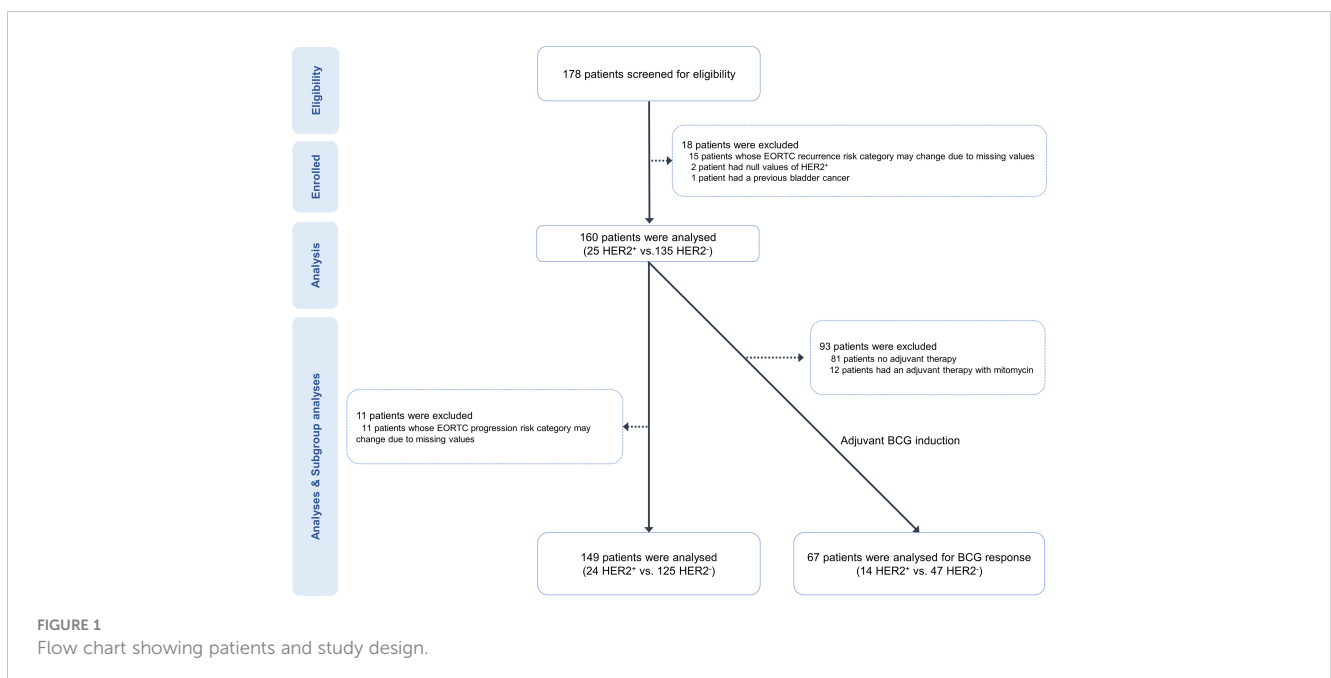 Eligibility
178 patients screened for eligibility
Enrolled
18 patients were excluded
15 patients whose EORTC recurrence risk category may change due to missing values
2 patient had null values of HER2⁺
1 patient had a previous bladder cancer
Analysis
160 patients were analysed
(25 HER2⁺ vs.135 HER2⁻)
Analyses & Subgroup analyses
93 patients were excluded
81 patients no adjuvant therapy
12 patients had an adjuvant therapy with mitomycin
11 patients were excluded
11 patients whose EORTC progression risk category may
change due to missing values
Adjuvant BCG induction
149 patients were analysed
(24 HER2⁺ vs. 125 HER2⁻)
67 patients were analysed for BCG response
(14 HER2⁺ vs. 47 HER2⁻)
FIGURE 1
Flow chart showing patients and study design.